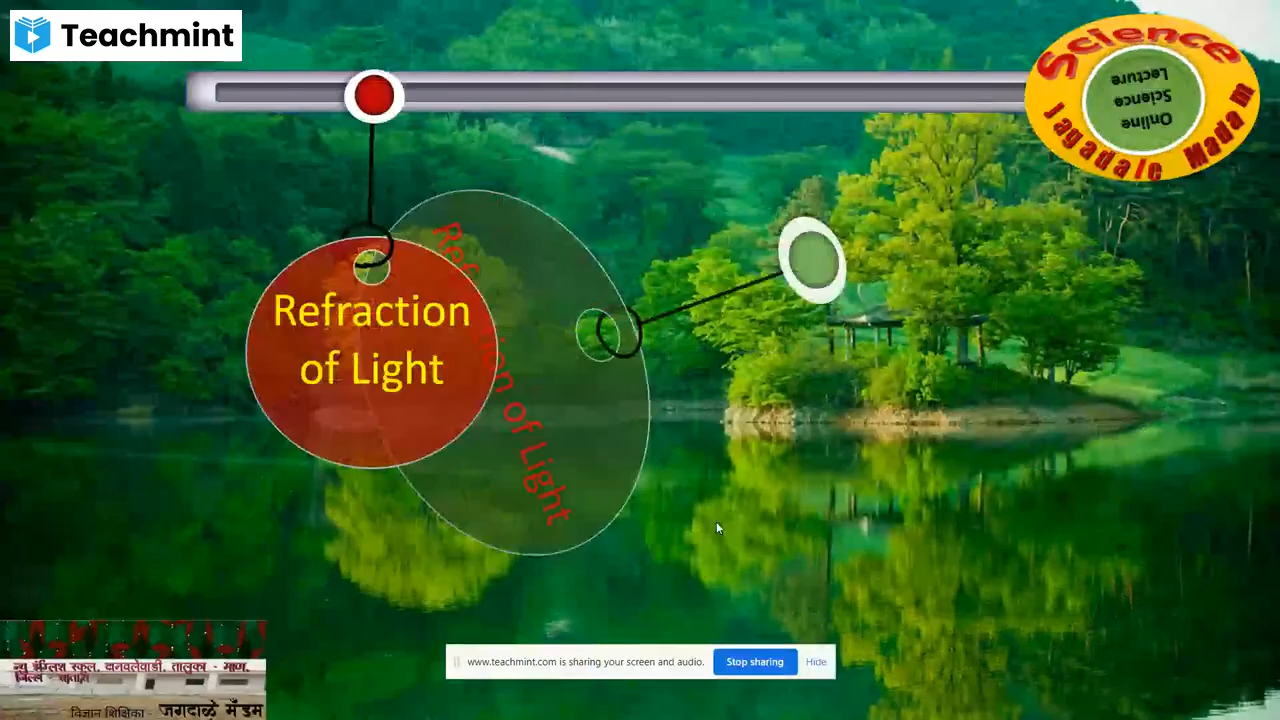 Teachmint
Science
Online
Science
Lecture
Jagadale Madam
Refraction
of Light
Refraction of Light
www.teachmint.com is sharing your screen and audio.
Stop sharing
Hide
न्यू इंग्लिश स्कूल, वानवलेवाडी, तालुका - माण,
विज्ञान शिक्षिका - जगदाळे मॅडम